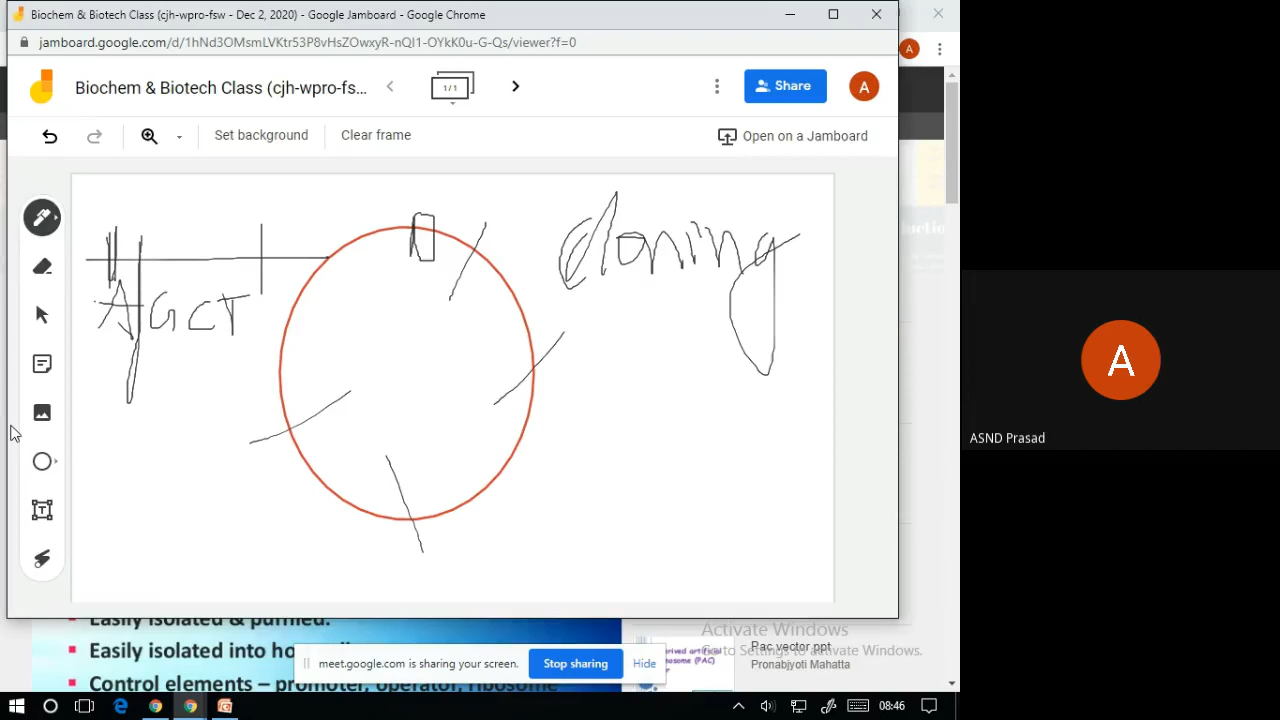 Biochem & Biotech Class (cjh-wpro-fsw - Dec 2, 2020) - Google Jamboard - Google Chrome
jamboard.google.com/d/1hNd3OMsmLVKtr53P8vHsZOwxyR-nQI1-OYkK0u-G-Qs/viewer?f=0
A
Biochem & Biotech Class (cjh-wpro-fs...
1/1
Share
A
Set background
Clear frame
Open on a Jamboard
cloning
AGCT
A
ASND Prasad
Easily isolated & purified.
Easily isolated into ho
Control elements – promoter, operator, ribosome
meet.google.com is sharing your screen.
Stop sharing
Hide
Activate Windows
Go to Settings to activate Windows.
Pac vector ppt
Pronabjyoti Mahatta
08:46